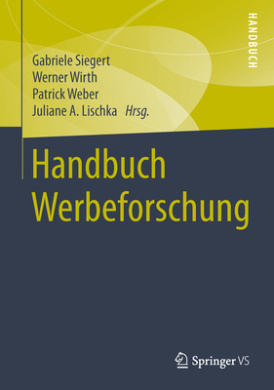 HANDBUCH
Gabriele Siegert
Werner Wirth
Patrick Weber
Juliane A. Lischka Hrsg.
Handbuch
Werbeforschung
Springer VS